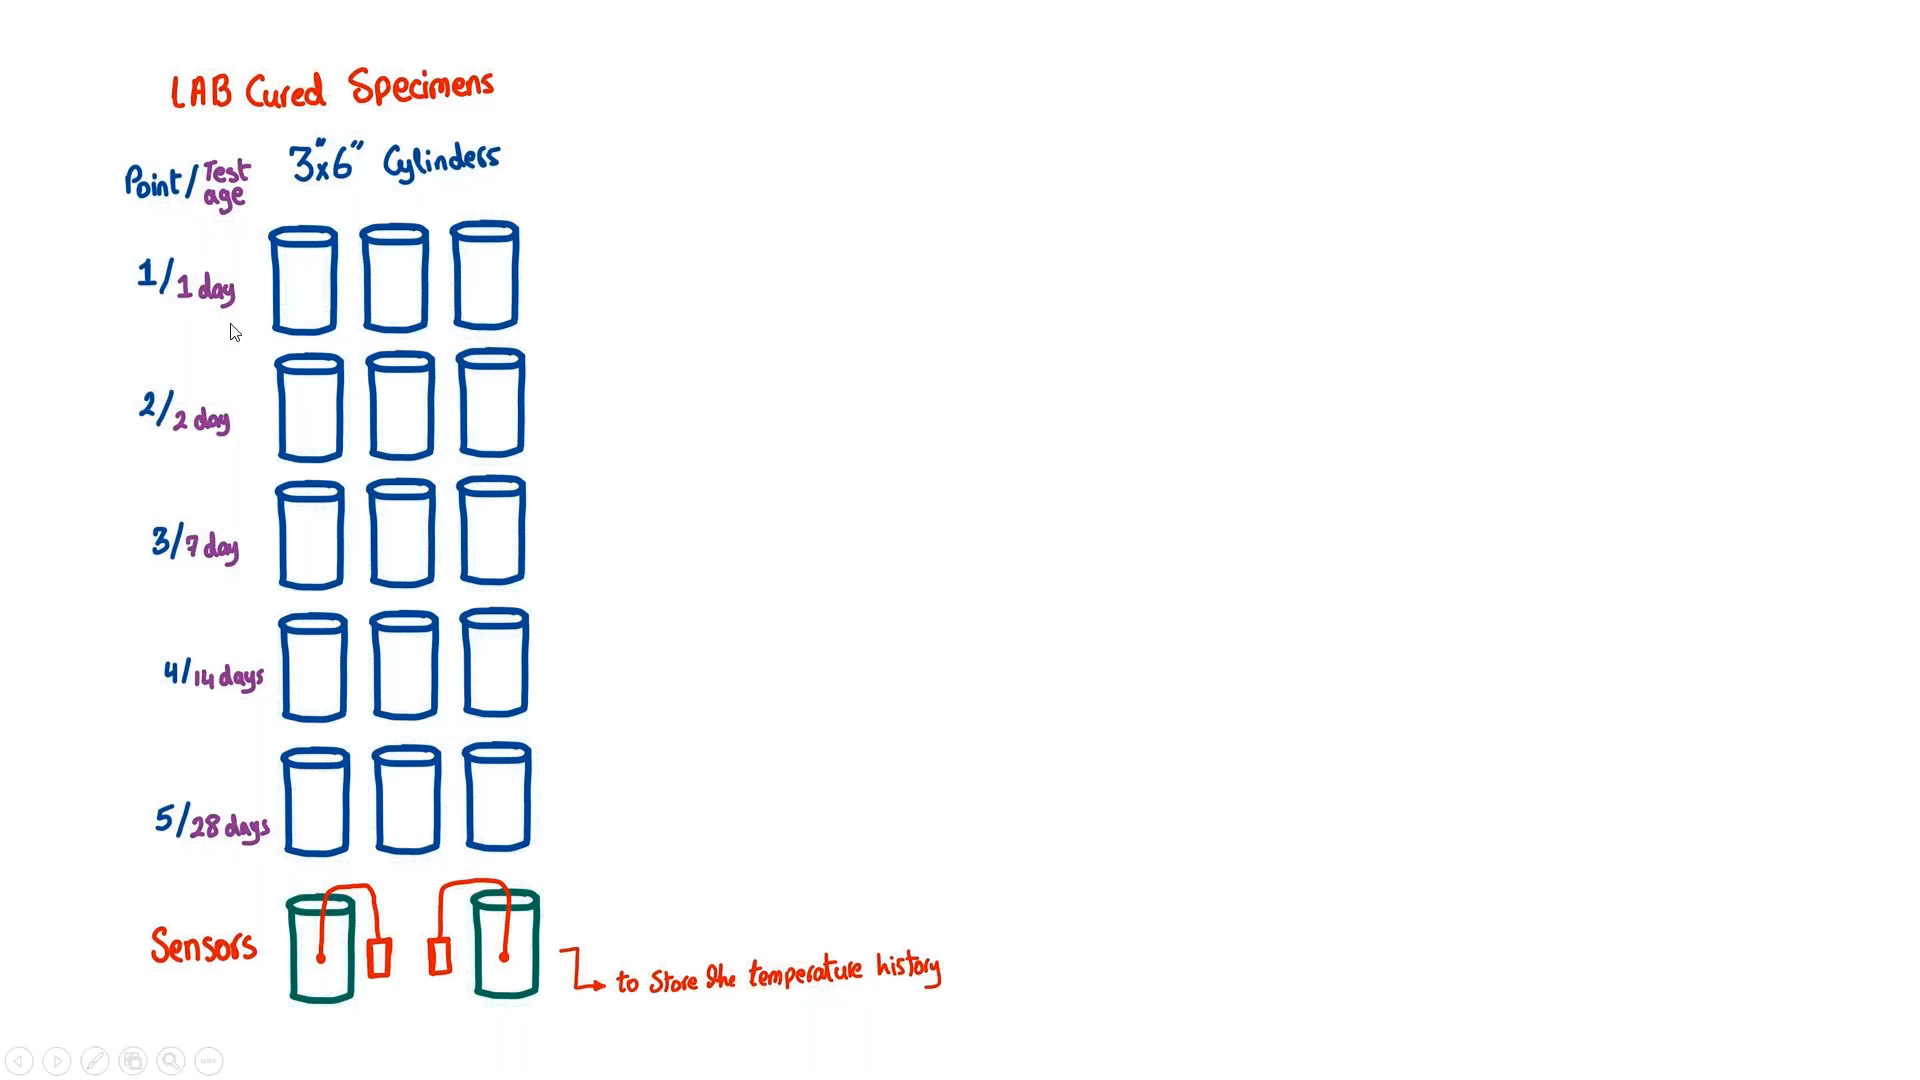 LAB Cured Specimens
Point/Test age
3"x6" Cylinders
1/1 day
2/2 day
3/7 day
4/14 days
5/28 days
Sensors
to Store the temperature history